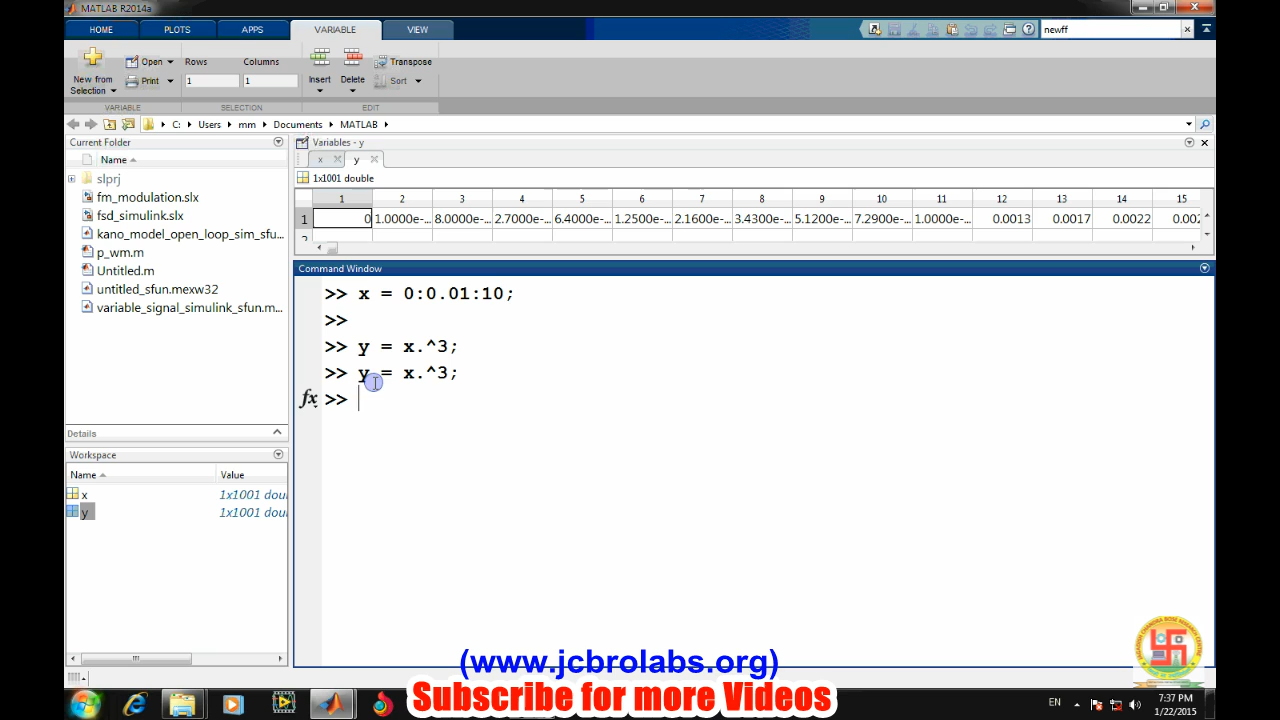 MATLAB R2014a
HOME PLOTS APPS VARIABLE VIEW newff
New from Selection Open Print Rows Columns 1 1 Insert Delete Transpose Sort
VARIABLE SELECTION EDIT
C: Users mm Documents MATLAB
Current Folder
Name
slprj
fm_modulation.slx
fsd_simulink.slx
kano_model_open_loop_sim_sfu...
p_wm.m
Untitled.m
untitled_sfun.mexw32
variable_signal_simulink_sfun.m...
Details
Workspace
Name Value
x 1x1001 dou
y 1x1001 dou
Variables - y
x y
1x1001 double
1 2 3 4 5 6 7 8 9 10 11 12 13 14 15
1 0 1.0000e-... 8.0000e-... 2.7000e-... 6.4000e-... 1.2500e-... 2.1600e-... 3.4300e-... 5.1200e-... 7.2900e-... 1.0000e-... 0.0013 0.0017 0.0022 0.002
2
Command Window
>> x = 0:0.01:10;
>>
>> y = x.^3;
>> y = x.^3;
fx >>
(www.jcbrolabs.org)
Subscribe for more Videos
EN 7:37 PM
1/22/2015